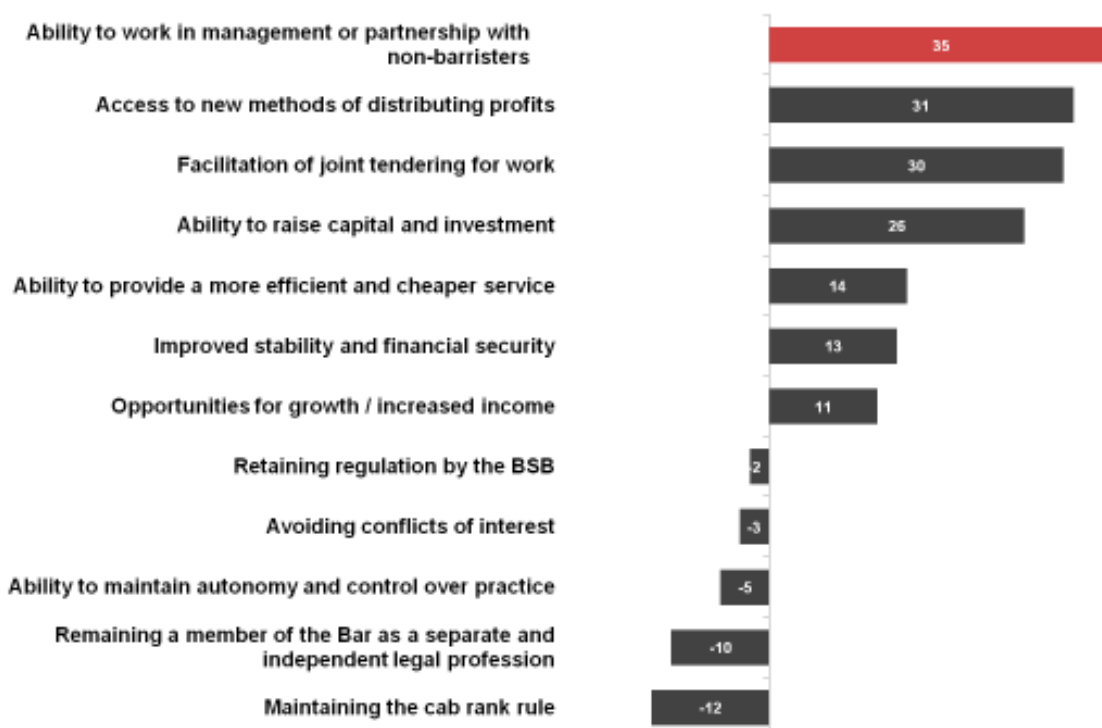 Ability to work in management or partnership with
non-barristers
35
Access to new methods of distributing profits
31
Facilitation of joint tendering for work
30
Ability to raise capital and investment
26
Ability to provide a more efficient and cheaper service
14
Improved stability and financial security
13
Opportunities for growth / increased income
11
Retaining regulation by the BSB
-2
Avoiding conflicts of interest
-3
Ability to maintain autonomy and control over practice
-5
Remaining a member of the Bar as a separate and
independent legal profession
-10
Maintaining the cab rank rule
-12